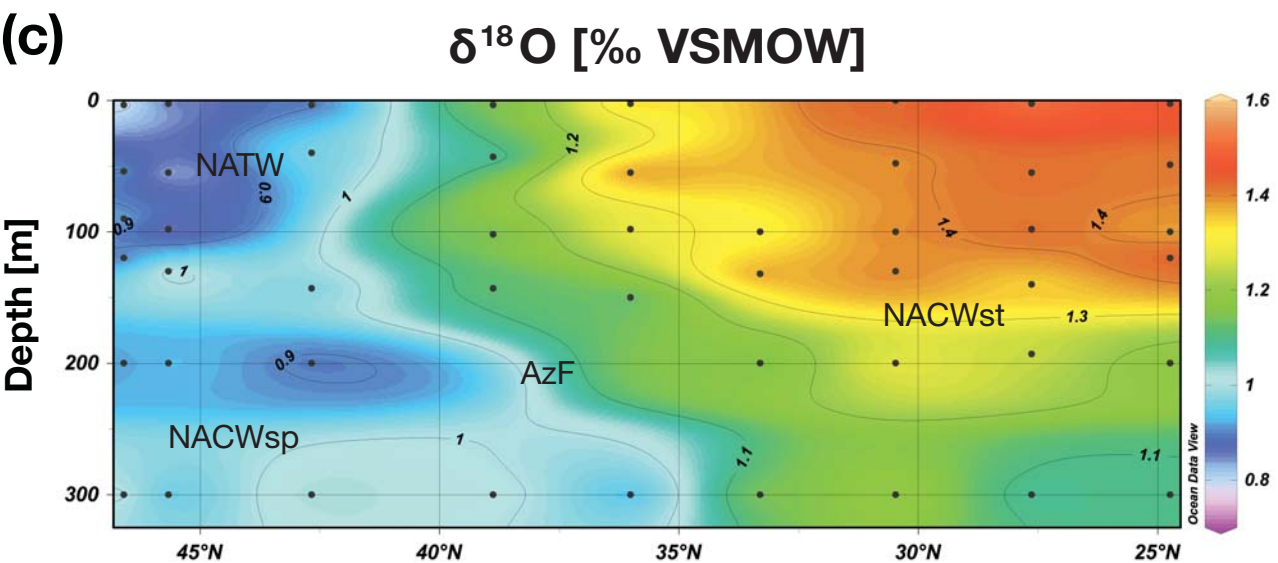 (c)
δ¹⁸O [‰ VSMOW]
Depth [m]
0
100
200
300
45°N
40°N
35°N
30°N
25°N
NATW
0.9
0.9
1
1
1.2
1.4
1.4
NACWst
1.3
0.9
AzF
NACWsp
1
1.1
1.1
Ocean Data View
1.6
1.4
1.2
1
0.8